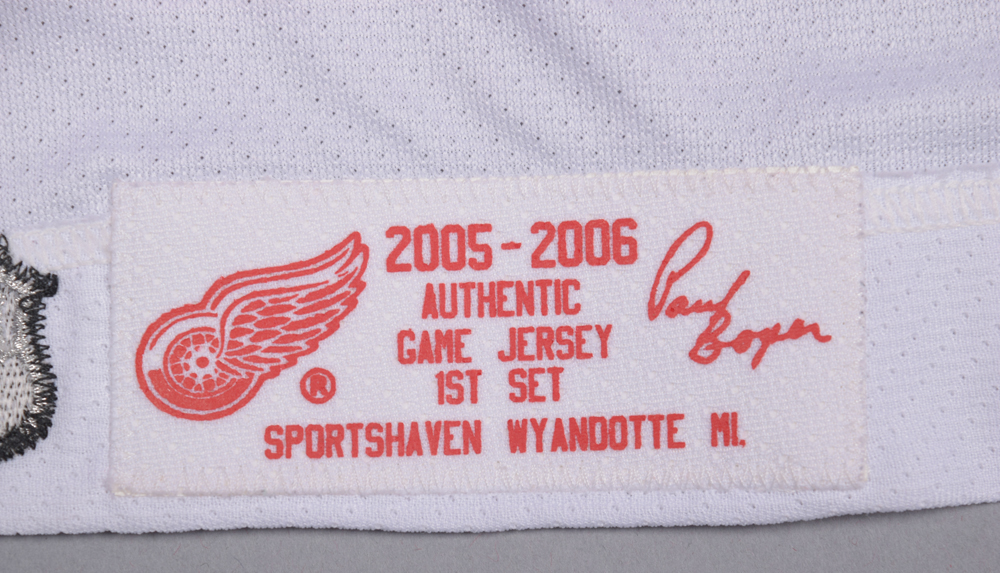 2005-2006
AUTHENTIC
GAME JERSEY
1ST SET
SPORTSHAVEN WYANDOTTE MI.
Paul
Boyer
®